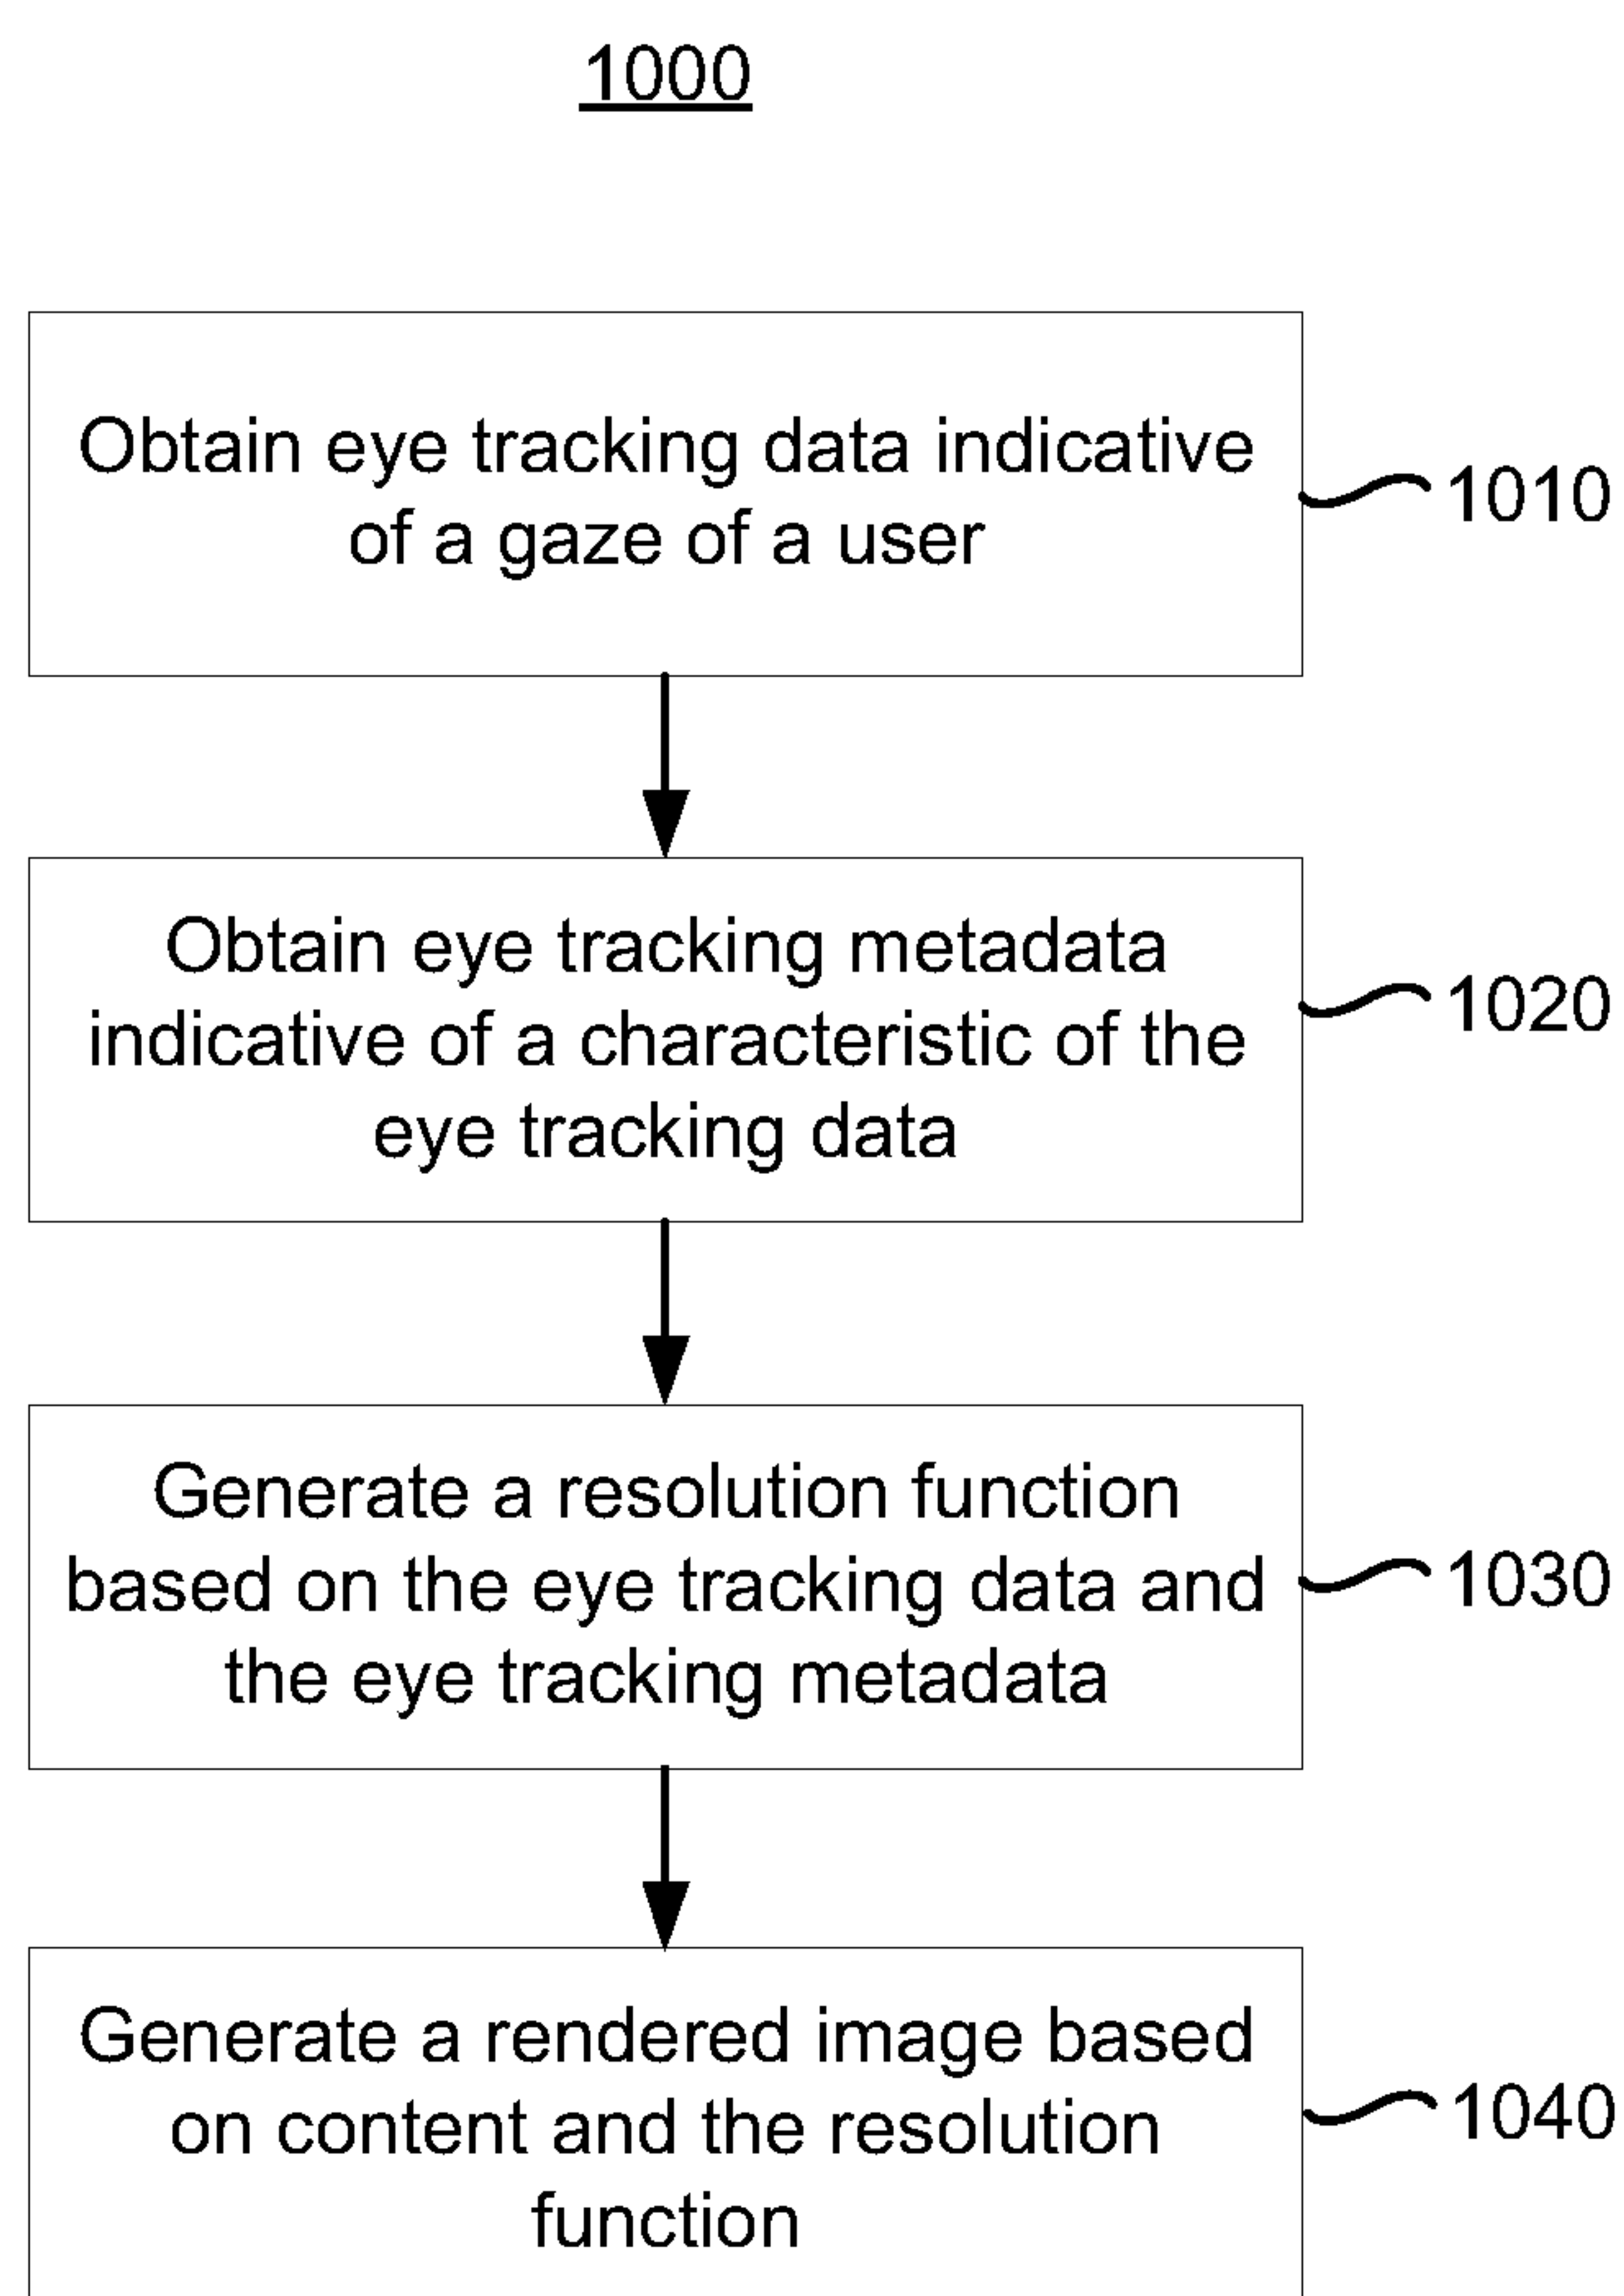 1000
Obtain eye tracking data indicative
of a gaze of a user
1010
Obtain eye tracking metadata
indicative of a characteristic of the
eye tracking data
1020
Generate a resolution function
based on the eye tracking data and
the eye tracking metadata
1030
Generate a rendered image based
on content and the resolution
function
1040